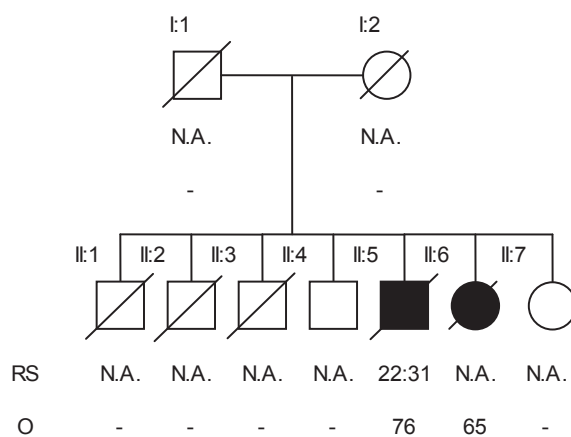 I:1 I:2
N.A. N.A.
- -
II:1 II:2 II:3 II:4 II:5 II:6 II:7
RS N.A. N.A. N.A. N.A. 22:31 N.A. N.A.
O - - - - 76 65 -